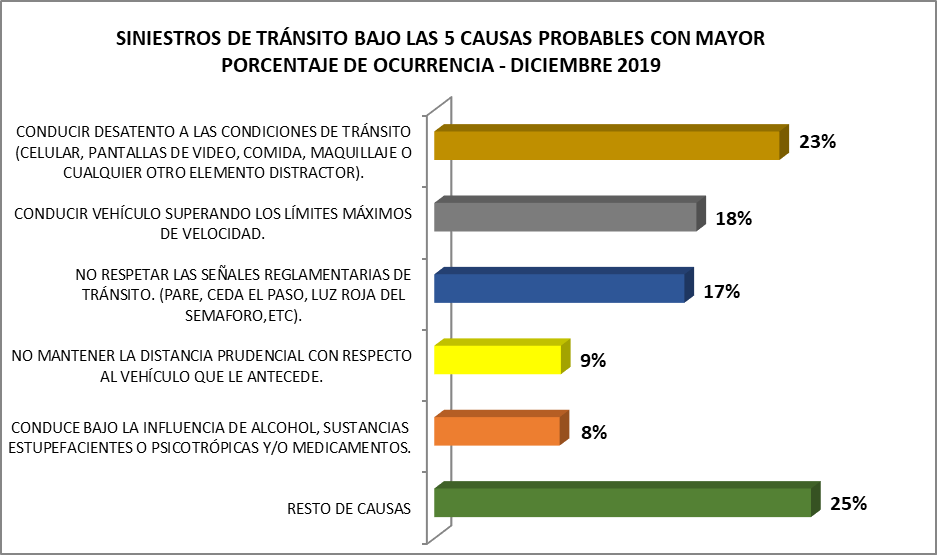 SINIESTROS DE TRÁNSITO BAJO LAS 5 CAUSAS PROBABLES CON MAYOR
PORCENTAJE DE OCURRENCIA - DICIEMBRE 2019
CONDUCIR DESATENTO A LAS CONDICIONES DE TRÁNSITO
(CELULAR, PANTALLAS DE VIDEO, COMIDA, MAQUILLAJE O
CUALQUIER OTRO ELEMENTO DISTRACTOR).
23%
CONDUCIR VEHÍCULO SUPERANDO LOS LÍMITES MÁXIMOS
DE VELOCIDAD.
18%
NO RESPETAR LAS SEÑALES REGLAMENTARIAS DE
TRÁNSITO. (PARE, CEDA EL PASO, LUZ ROJA DEL
SEMAFORO,ETC).
17%
NO MANTENER LA DISTANCIA PRUDENCIAL CON RESPECTO
AL VEHÍCULO QUE LE ANTECEDE.
9%
CONDUCE BAJO LA INFLUENCIA DE ALCOHOL, SUSTANCIAS
ESTUPEFACIENTES O PSICOTRÓPICAS Y/O MEDICAMENTOS.
8%
RESTO DE CAUSAS
25%